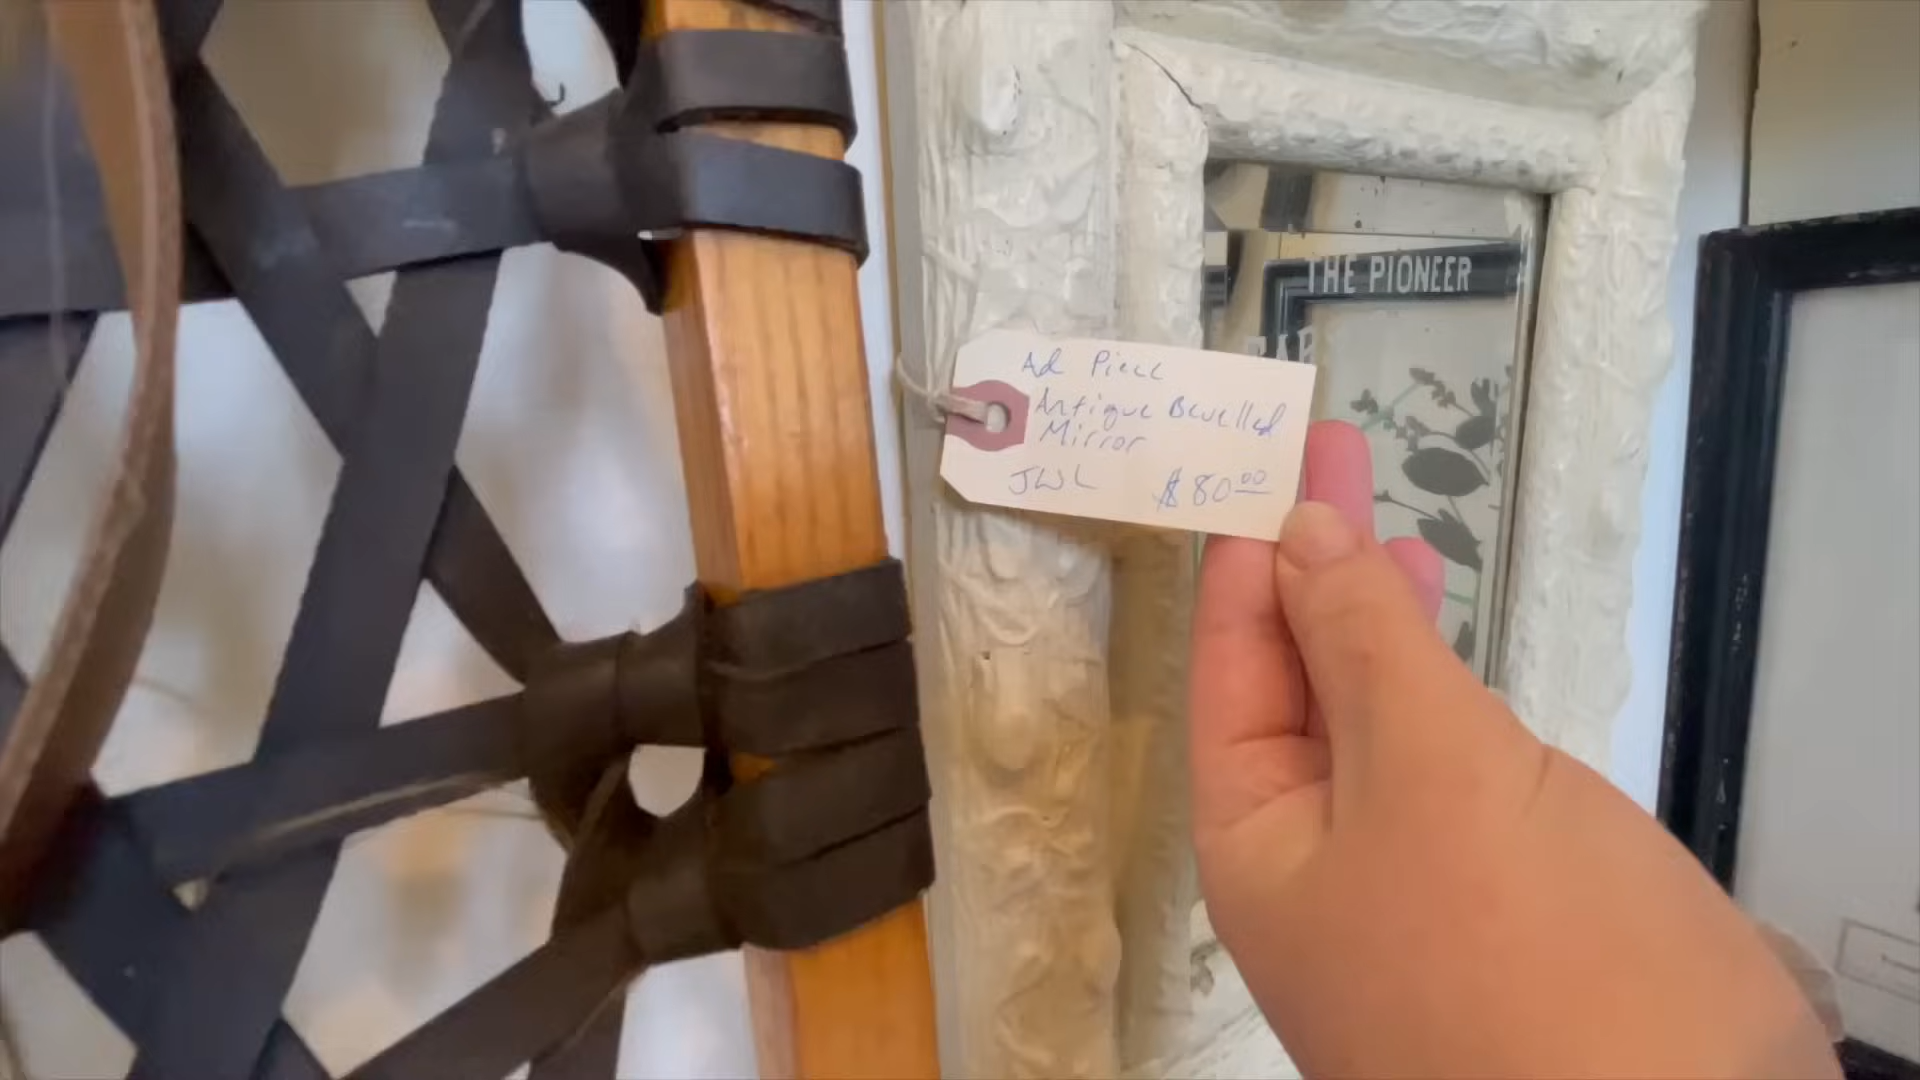 THE PIONEER
Ad Piece
Antique Bevelled
Mirror
JWL $80.00